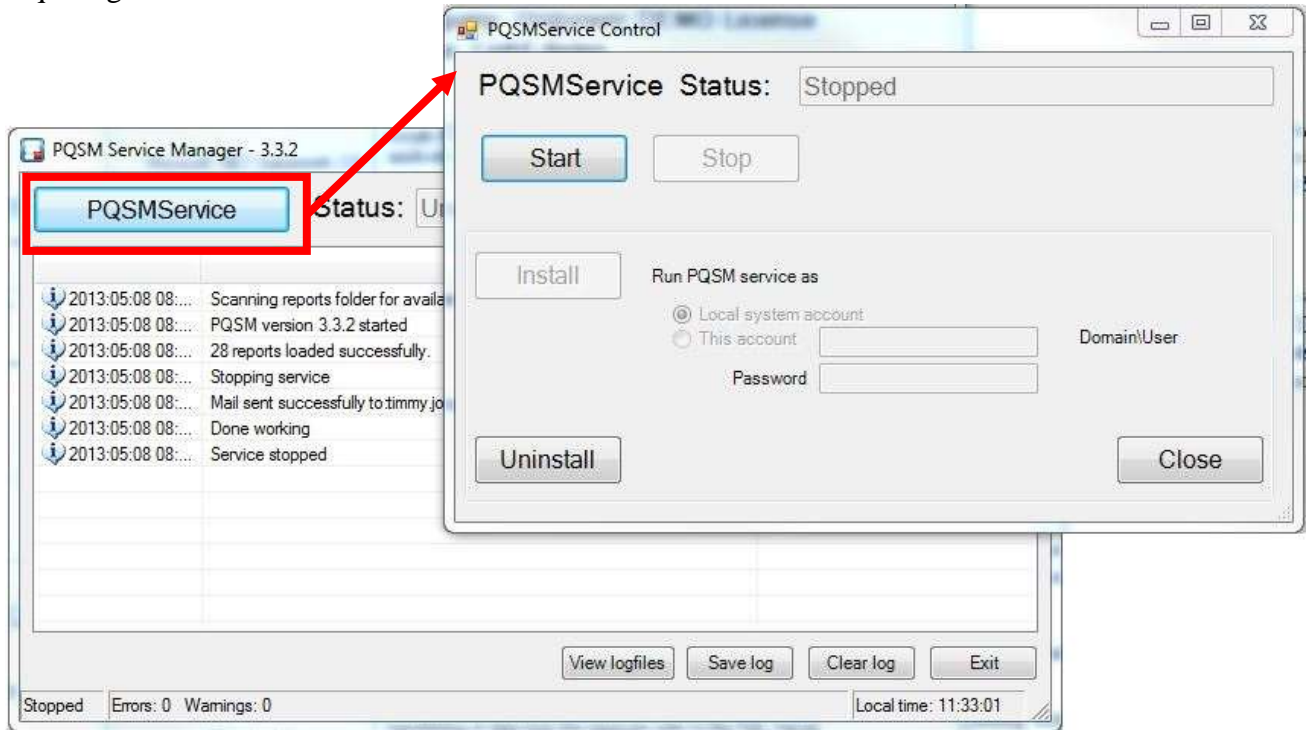 PQSMService Control
PQSMService Status: Stopped
Start Stop
Install Run PQSM service as
Local system account
This account Domain\User
Password
Uninstall Close
PQSM Service Manager - 3.3.2
PQSMService Status:
2013:05:08 08:... Scanning reports folder for
2013:05:08 08:... PQSM version 3.3.2 started
2013:05:08 08:... 28 reports loaded successfully.
2013:05:08 08:... Stopping service
2013:05:08 08:... Mail sent successfully to:timmy.jo
2013:05:08 08:... Done working
2013:05:08 08:... Service stopped
View logfiles Save log Clear log Exit
Stopped Errors: 0 Warnings: 0 Local time: 11:33:01